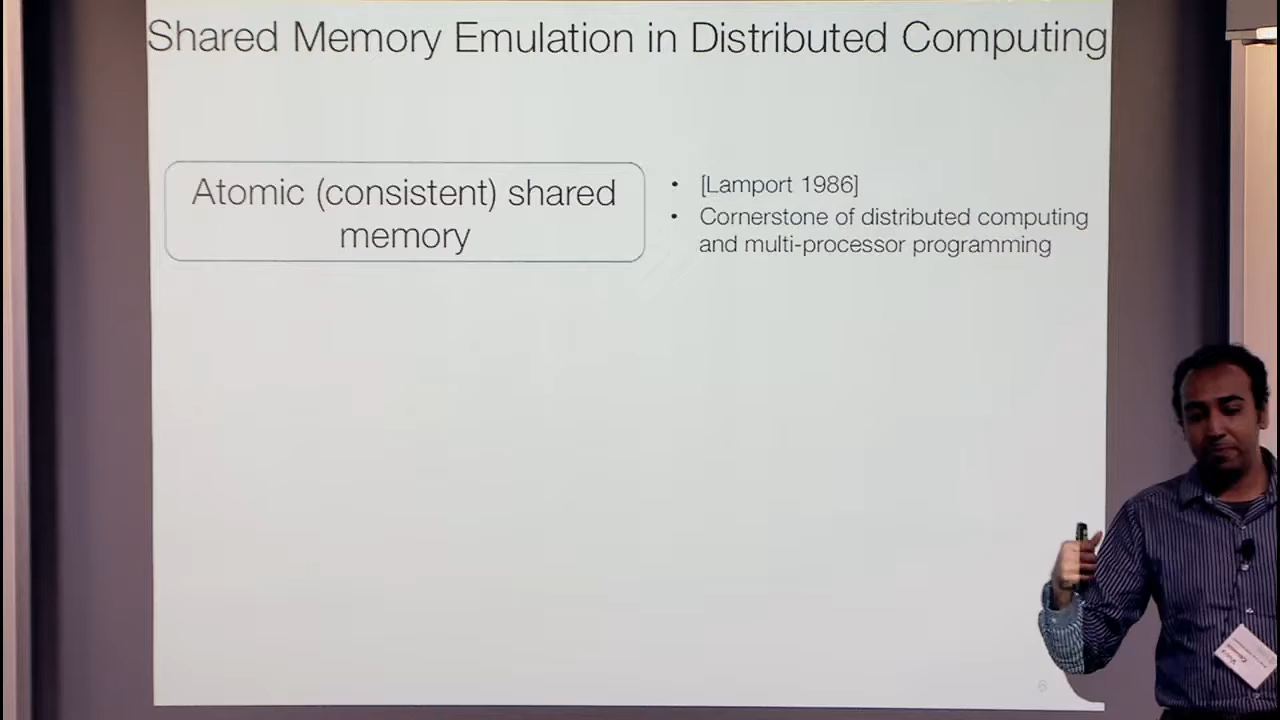 Shared Memory Emulation in Distributed Computing
Atomic (consistent) shared
memory
• [Lamport 1986]
• Cornerstone of distributed computing
and multi-processor programming
6